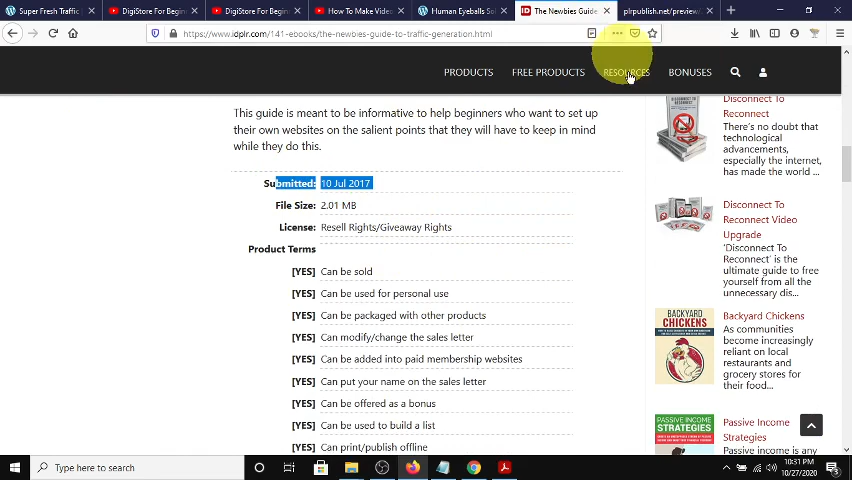 Super Fresh Traffic
DigiStore For Beginn
DigiStore For Beginn
How To Make Video
Human Eyeballs So
The Newbies Guide
plrpublish.net/preview/
https://www.idplr.com/141-ebooks/the-newbies-guide-to-traffic-generation.html
PRODUCTS
FREE PRODUCTS
RESOURCES
BONUSES
This guide is meant to be informative to help beginners who want to set up
their own websites on the salient points that they will have to keep in mind
while they do this.
Submitted: 10 Jul 2017
File Size: 2.01 MB
License: Resell Rights/Giveaway Rights
Product Terms
[YES] Can be sold
[YES] Can be used for personal use
[YES] Can be packaged with other products
[YES] Can modify/change the sales letter
[YES] Can be added into paid membership websites
[YES] Can put your name on the sales letter
[YES] Can be offered as a bonus
[YES] Can be used to build a list
[YES] Can print/publish offline
Disconnect To
Reconnect
There's no doubt that
technological
advancements,
especially the internet,
has made the world ...
Disconnect To
Reconnect Video
Upgrade
'Disconnect To
Reconnect' is the
ultimate guide to free
yourself from all the
unnecessary dis...
BACKYARD
CHICKENS
Backyard Chickens
As communities
become increasingly
reliant on local
restaurants and
grocery stores for
their food...
PASSIVE INCOME
STRATEGIES
Passive Income
Strategies
Passive income is any
Type here to search
10:31 PM
10/27/2020
3